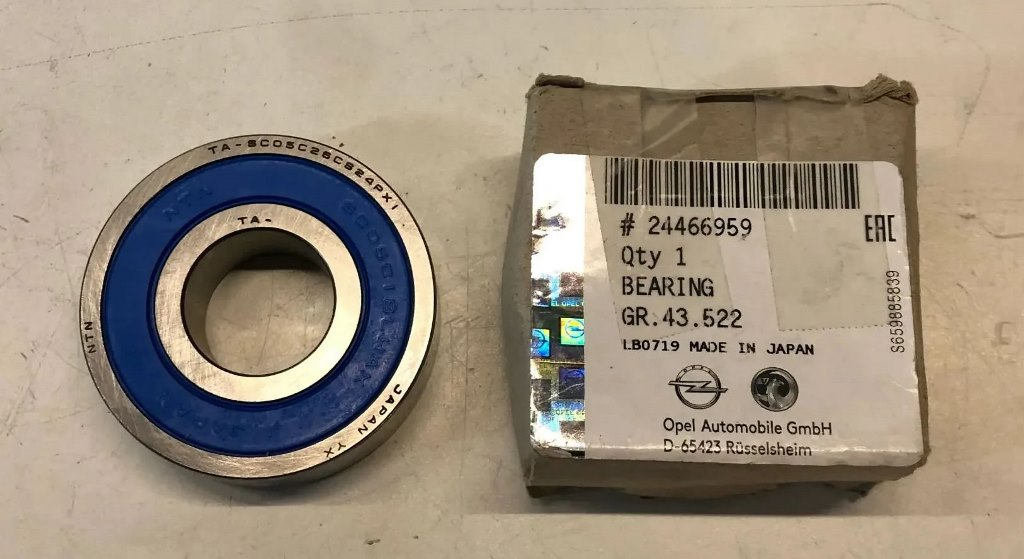 TA-SC05C26CS24PX1
NTN
JAPAN YX
TA-
NTN
# 24466959
EAC
Qty 1
BEARING
GR.43.522
LB0719 MADE IN JAPAN
S659885839
Opel Automobile GmbH
D-65423 Rüsselsheim